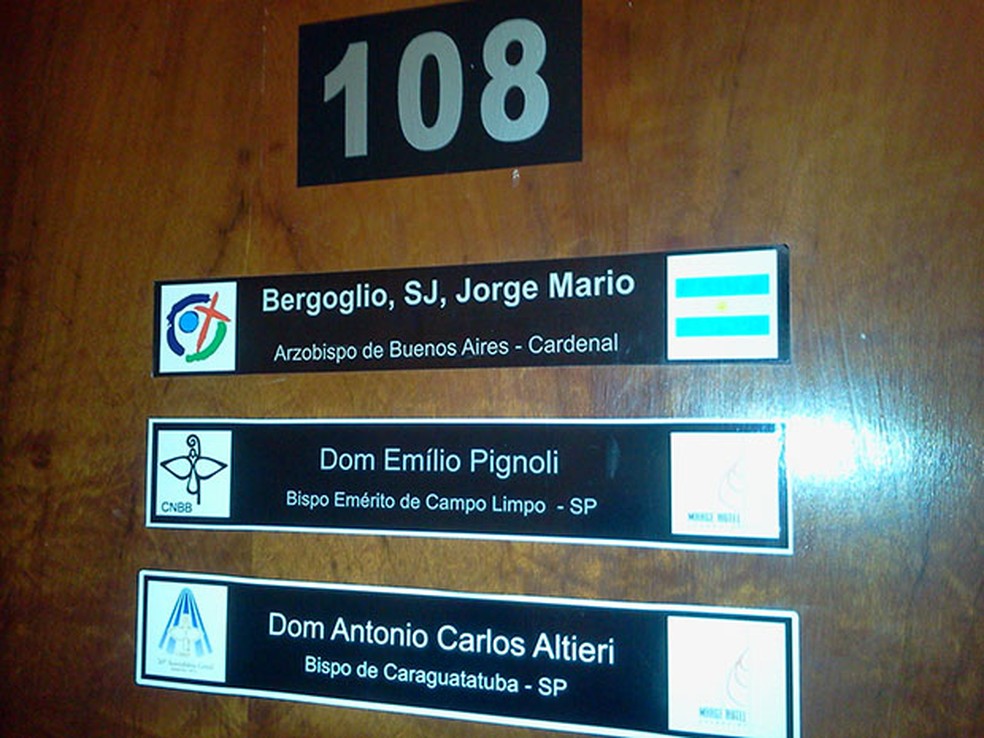 108
Bergoglio, SJ, Jorge Mario
Arzobispo de Buenos Aires - Cardenal
CNBB
Dom Emílio Pignoli
Bispo Emérito de Campo Limpo - SP
Dom Antonio Carlos Altieri
Bispo de Caraguatatuba - SP